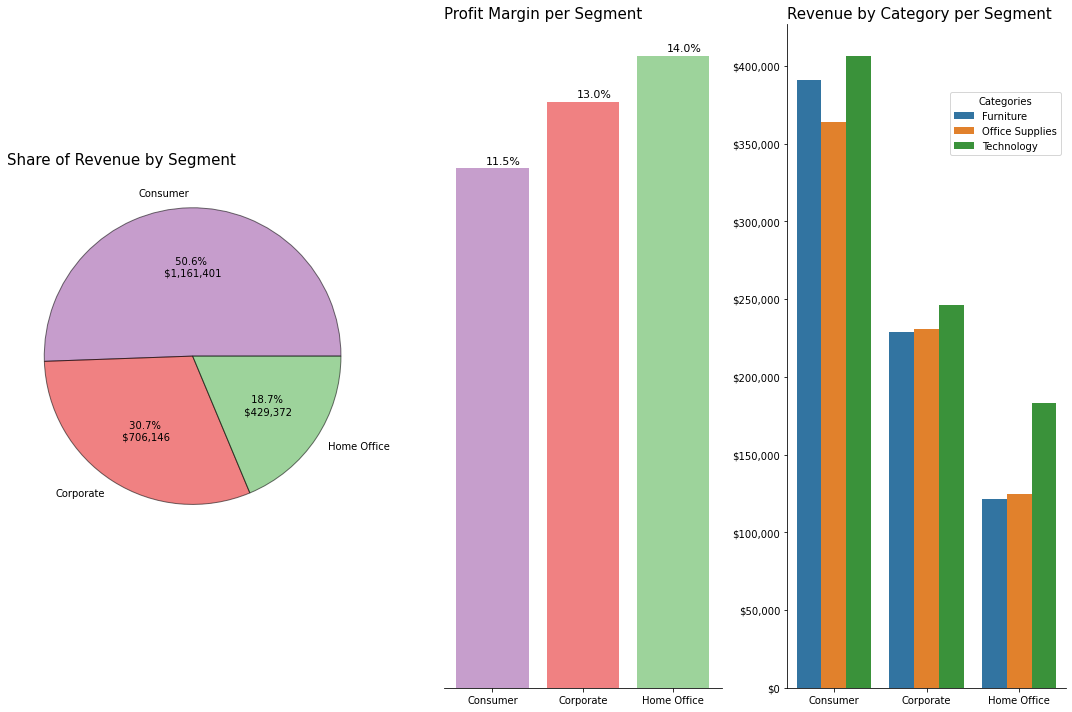 Share of Revenue by Segment
Consumer
50.6%
$1,161,401
30.7%
$706,146
18.7%
$429,372
Corporate
Home Office
Profit Margin per Segment
11.5%
13.0%
14.0%
Consumer
Corporate
Home Office
Revenue by Category per Segment
$400,000
$350,000
$300,000
$250,000
$200,000
$150,000
$100,000
$50,000
$0
Categories
Furniture
Office Supplies
Technology
Consumer
Corporate
Home Office